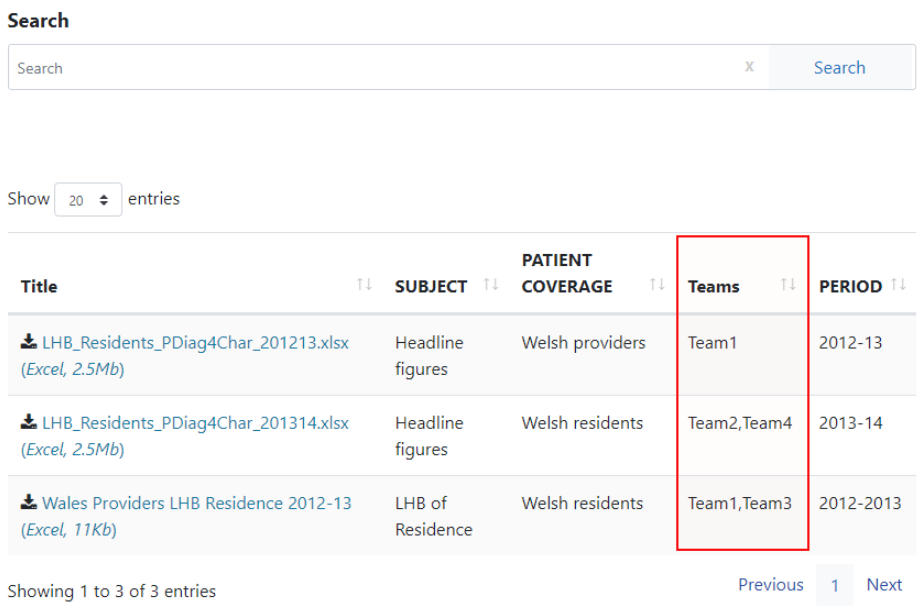 Search
Search x Search
Show 20 entries
PATIENT
Title SUBJECT COVERAGE Teams PERIOD
LHB_Residents_PDiag4Char_201213.xlsx Headline Welsh providers Team1 2012-13
(Excel, 2.5Mb) figures
LHB_Residents_PDiag4Char_201314.xlsx Headline Welsh residents Team2,Team4 2013-14
(Excel, 2.5Mb) figures
Wales Providers LHB Residence 2012-13 LHB of Welsh residents Team1,Team3 2012-2013
(Excel, 11Kb) Residence
Showing 1 to 3 of 3 entries Previous 1 Next